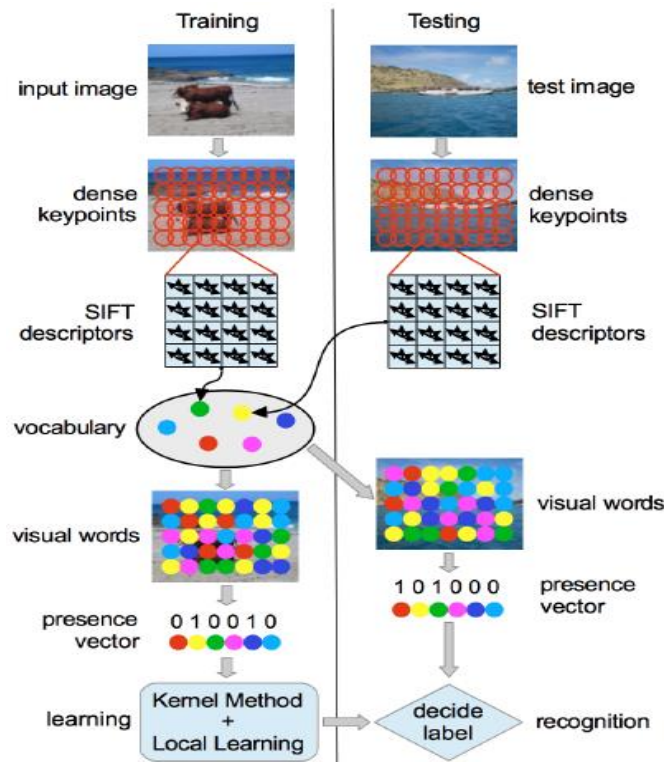 Training
Testing
input image
test image
dense
keypoints
dense
keypoints
SIFT
descriptors
SIFT
descriptors
vocabulary
visual words
visual words
0 1 0 0 1 0
presence
vector
1 0 1 0 0 0
presence
vector
learning
Kernel Method
+
Local Learning
decide
label
recognition